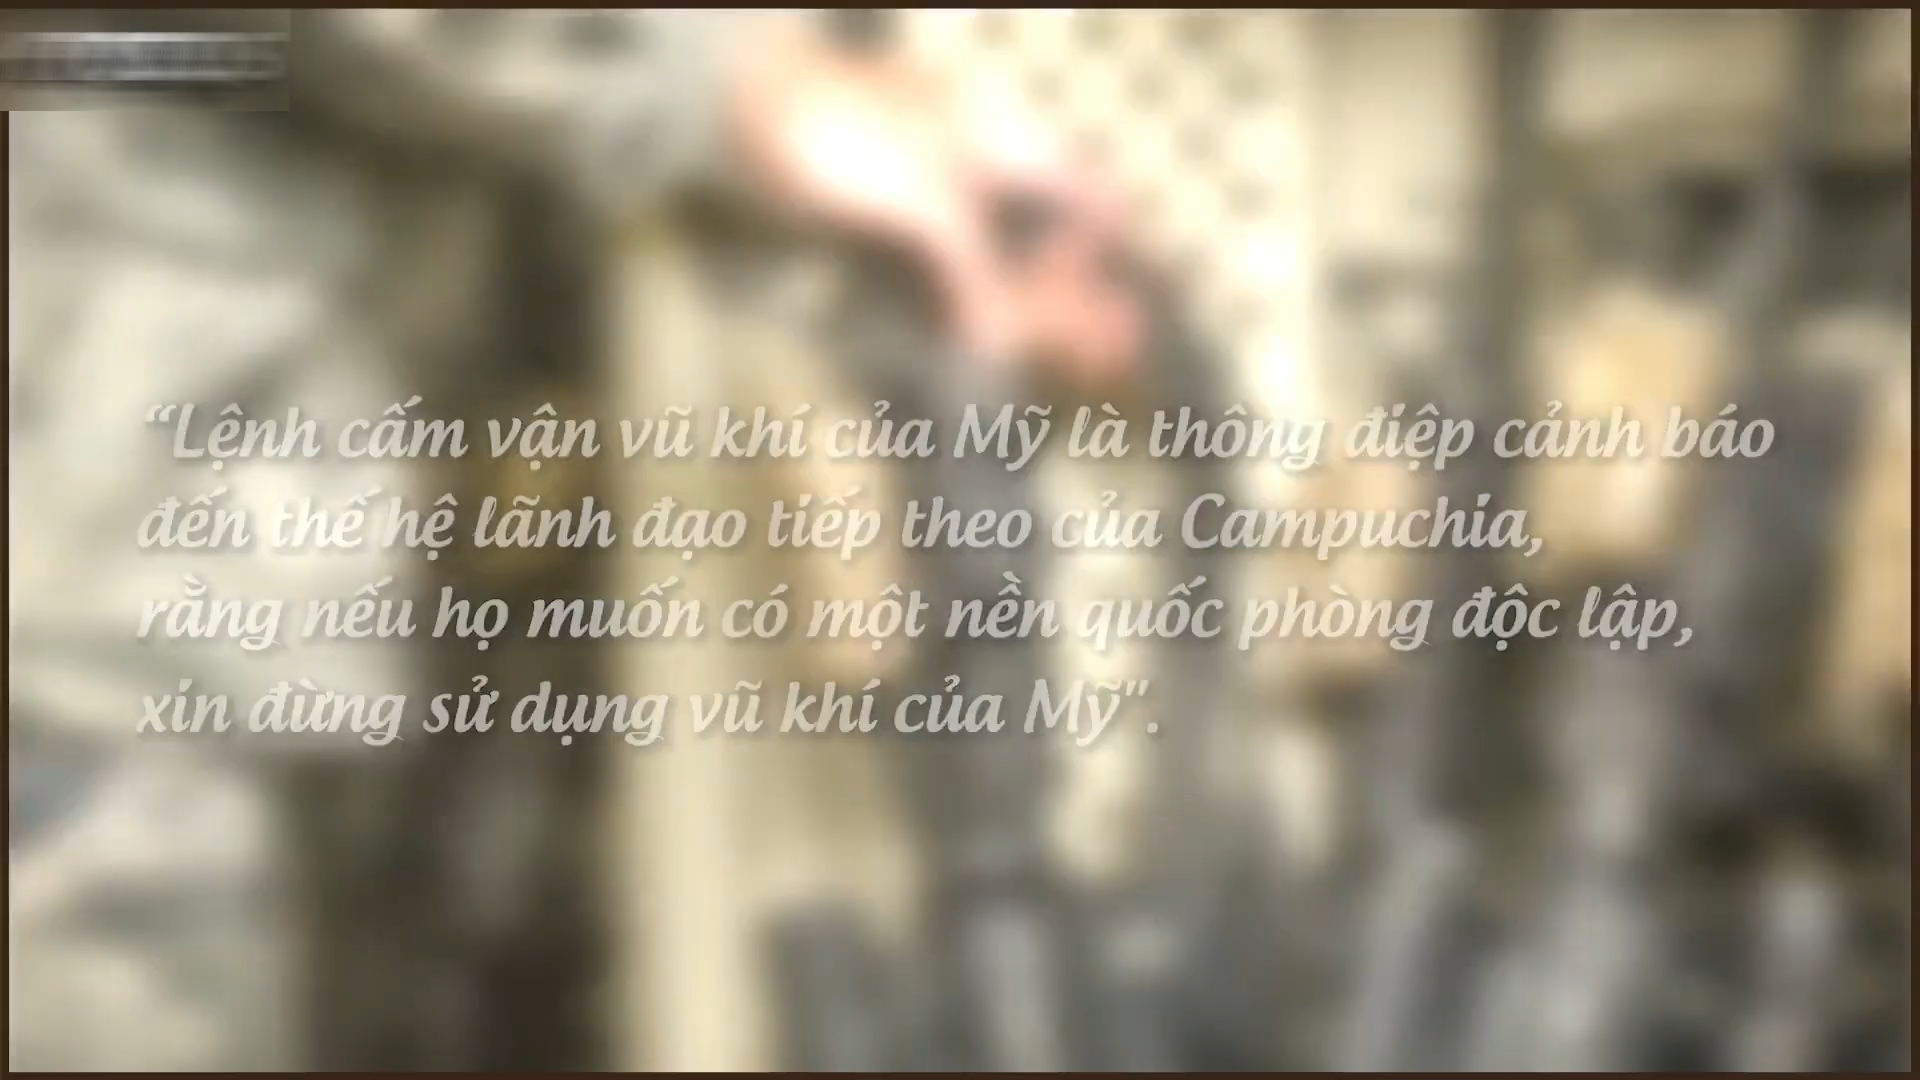 “Lệnh cấm vận vũ khí của Mỹ là thông điệp cảnh báo
đến thế hệ lãnh đạo tiếp theo của Campuchia,
rằng nếu họ muốn có một nền quốc phòng độc lập,
xin đừng sử dụng vũ khí của Mỹ".